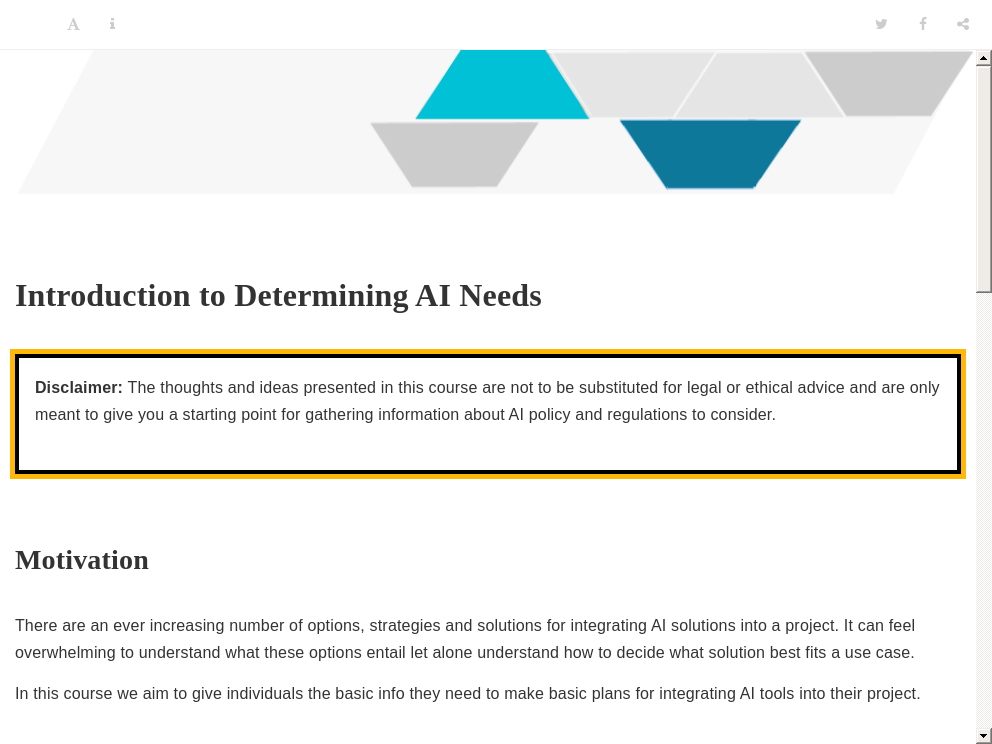 Introduction to Determining AI Needs
Disclaimer: The thoughts and ideas presented in this course are not to be substituted for legal or ethical advice and are only
meant to give you a starting point for gathering information about AI policy and regulations to consider.
Motivation
There are an ever increasing number of options, strategies and solutions for integrating AI solutions into a project. It can feel
overwhelming to understand what these options entail let alone understand how to decide what solution best fits a use case.
In this course we aim to give individuals the basic info they need to make basic plans for integrating AI tools into their project.